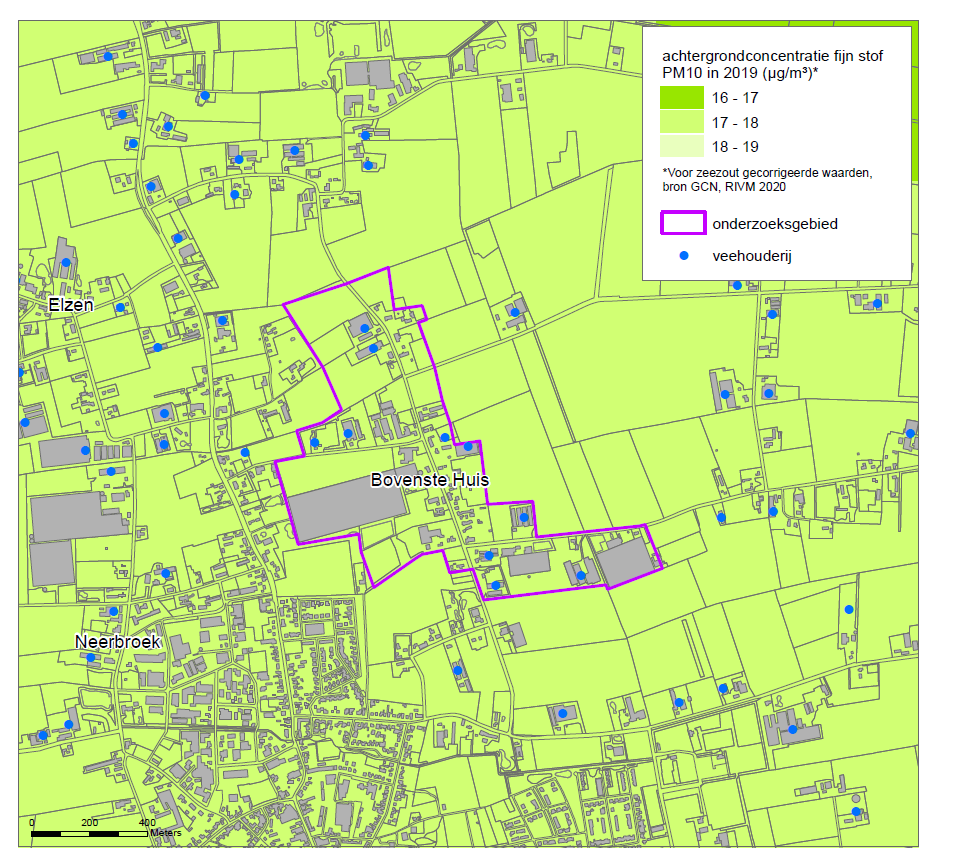 achtergrondconcentratie fijn stof
PM10 in 2019 (µg/m³)*
16 - 17
17 - 18
18 - 19
*Voor zeezout gecorrigeerde waarden,
bron GCN, RIVM 2020
onderzoeksgebied
veehouderij
Elzen
Bovenste Huis
Neerbroek
0 200 400
Meters